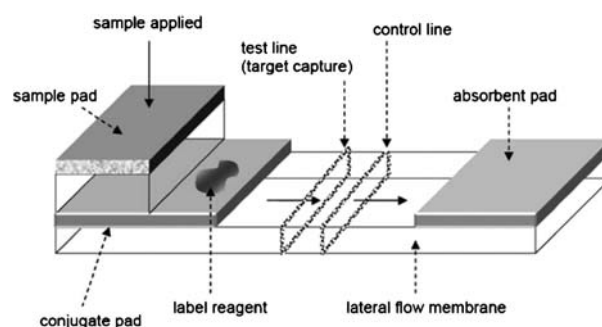 sample applied
control line
test line
(target capture)
sample pad
absorbent pad
label reagent
lateral flow membrane
conjugate pad